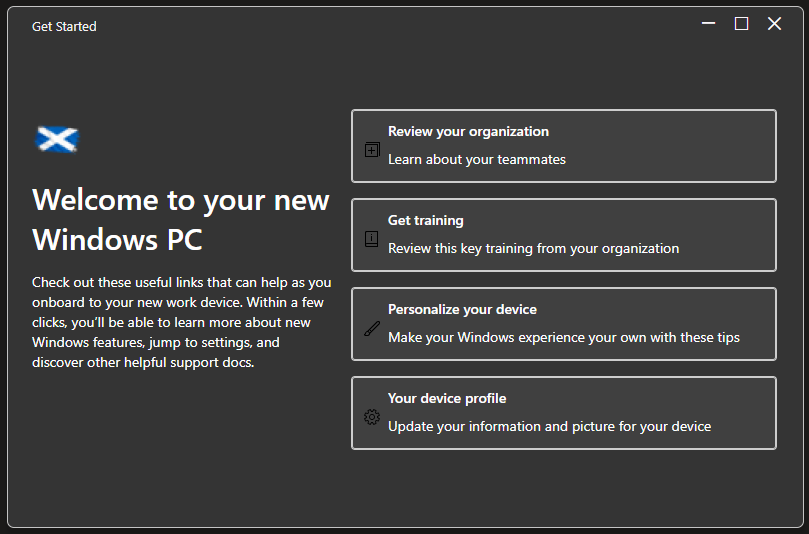 Get Started
Welcome to your new
Windows PC
Check out these useful links that can help as you
onboard to your new work device. Within a few
clicks, you’ll be able to learn more about new
Windows features, jump to settings, and
discover other helpful support docs.
Review your organization
Learn about your teammates
Get training
Review this key training from your organization
Personalize your device
Make your Windows experience your own with these tips
Your device profile
Update your information and picture for your device